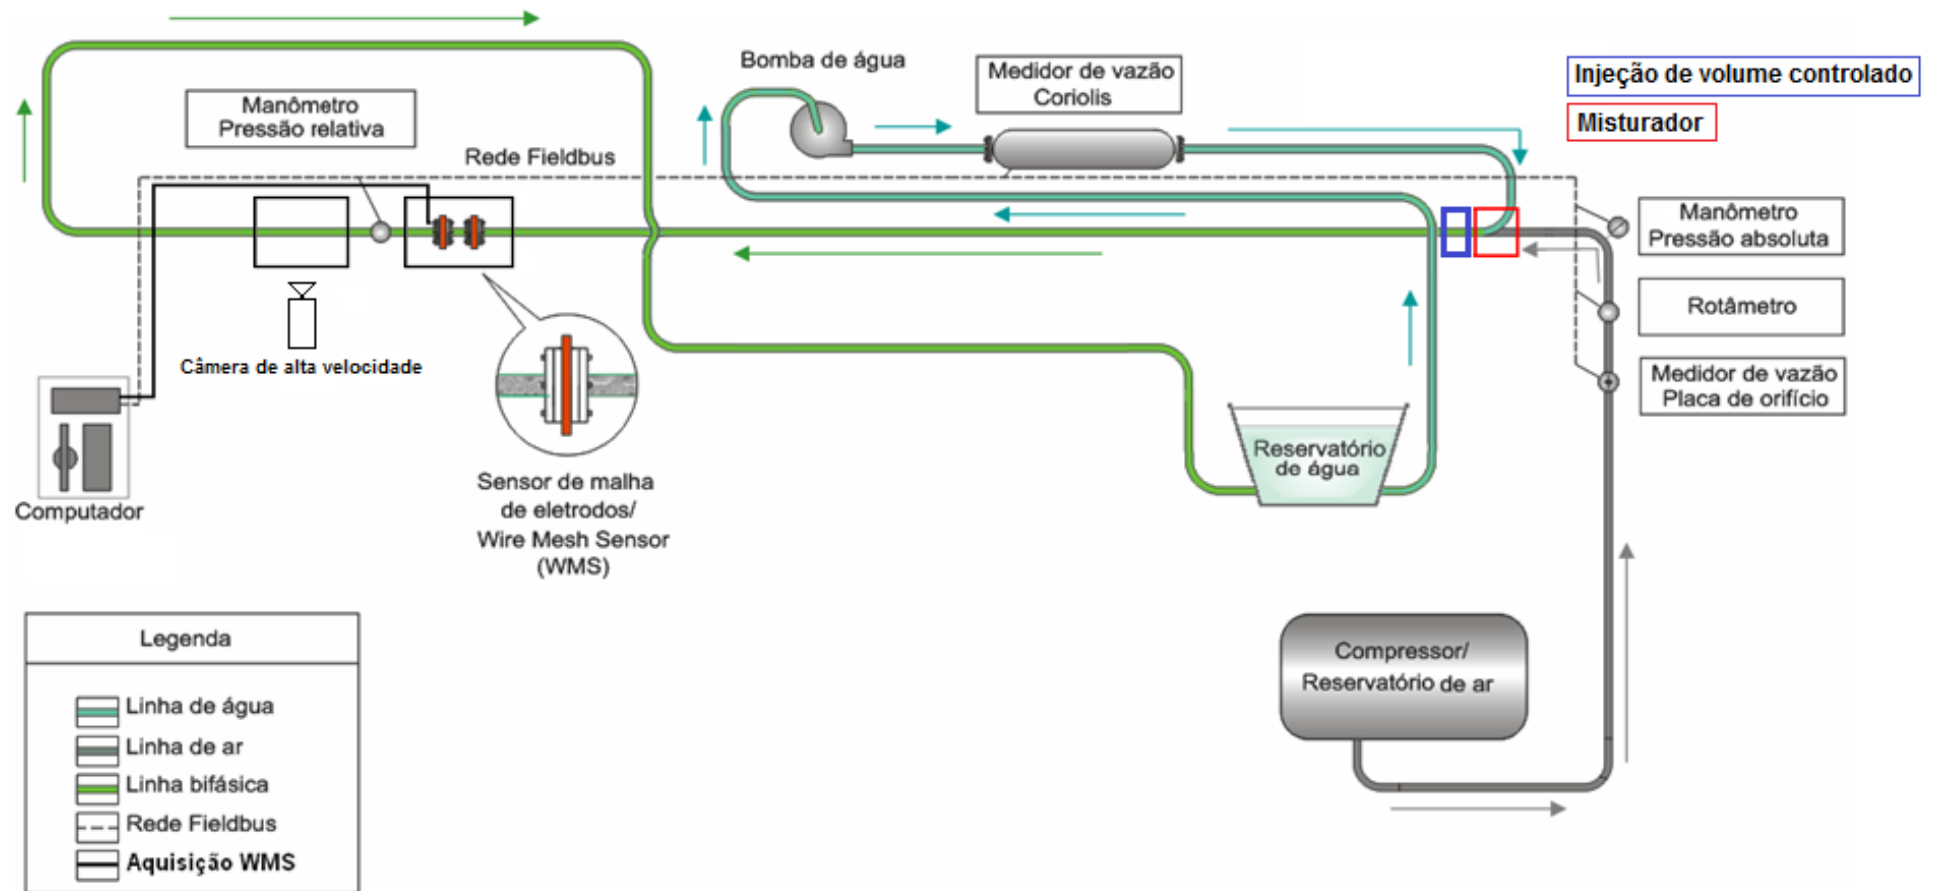 Bomba de água
Medidor de vazão
Coriolis
Injeção de volume controlado
Misturador
Manômetro
Pressão relativa
Rede Fieldbus
Manômetro
Pressão absoluta
Rotâmetro
Medidor de vazão
Placa de orifício
Câmera de alta velocidade
Computador
Sensor de malha
de eletrodos/
Wire Mesh Sensor
(WMS)
Reservatório
de água
Compressor/
Reservatório de ar
Legenda
Linha de água
Linha de ar
Linha bifásica
Rede Fieldbus
Aquisição WMS